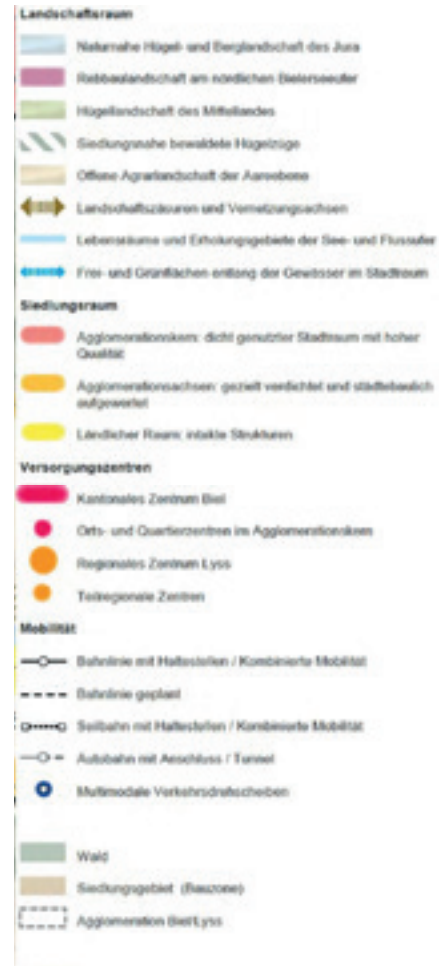 Landschaftsraum
Naturnahe Hügel- und Berglandschaft des Jura
Rebbaulandschaft am nördlichen Bielerseeufer
Hügellandschaft des Mittellandes
Siedlungsnahe bewaldete Hügelzüge
Offene Agrarlandschaft der Aareebene
Landschaftszäsuren und Vernetzungsachsen
Lebensräume und Erholungsgebiete der See- und Flussufer
Frei- und Grünflächen entlang der Gewässer im Stadtraum
Siedlungsraum
Agglomerationskern: dicht genutzter Stadtraum mit hoher
Qualität
Agglomerationsachsen: gezielt verdichtet und städtebaulich
aufgewertet
Ländlicher Raum: intakte Strukturen
Versorgungszentren
Kantonales Zentrum Biel
Orts- und Quartierzentren im Agglomerationskern
Regionales Zentrum Lyss
Teilregionale Zentren
Mobilität
Bahnlinie mit Haltestellen / Kombinierte Mobilität
Bahnlinie geplant
Seilbahn mit Haltestellen / Kombinierte Mobilität
Autobahn mit Anschluss / Tunnel
Multimodale Verkehrsdrehscheiben
Wald
Siedlungsgebiet (Bauzone)
Agglomeration Biel/Lyss